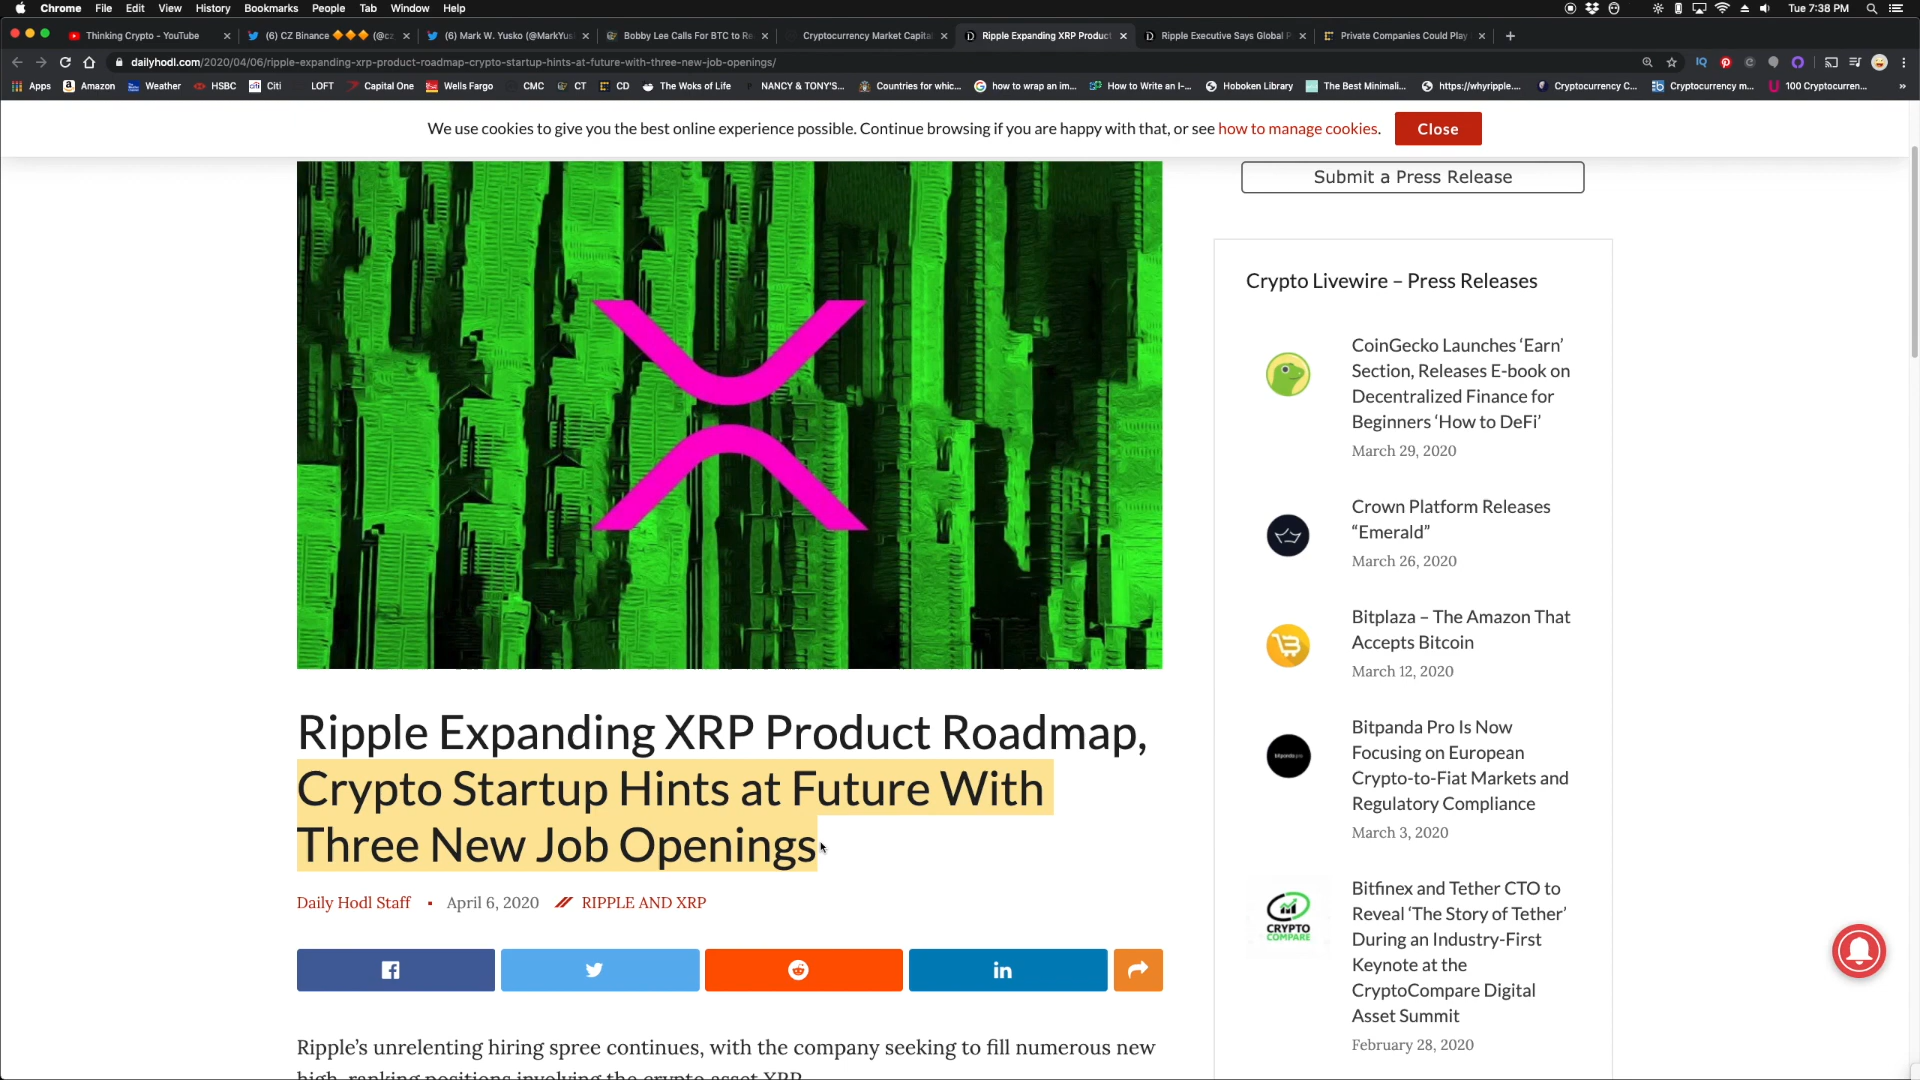 Chrome File Edit View History Bookmarks People Tab Window Help Tue 7:38 PM
Thinking Crypto - YouTube
(6) CZ Binance 🔶🔶🔶 (@cz_
(6) Mark W. Yusko (@MarkYus
Bobby Lee Calls For BTC to Re
Cryptocurrency Market Capital
Ripple Expanding XRP Product
Ripple Executive Says Global P
Private Companies Could Play
dailyhodl.com/2020/04/06/ripple-expanding-xrp-product-roadmap-crypto-startup-hints-at-future-with-three-new-job-openings/
Apps Amazon Weather HSBC citi Citi LOFT Capital One Wells Fargo CMC CT CD The Woks of Life NANCY & TONY'S... Countries for whic... how to wrap an im... How to Write an I-... Hoboken Library The Best Minimali... https://whyripple.... Cryptocurrency C... Cryptocurrency m... 100 Cryptocurren... »
We use cookies to give you the best online experience possible. Continue browsing if you are happy with that, or see how to manage cookies. Close
Submit a Press Release
Crypto Livewire – Press Releases
CoinGecko Launches ‘Earn’
Section, Releases E-book on
Decentralized Finance for
Beginners ‘How to DeFi’
March 29, 2020
Crown Platform Releases
“Emerald”
March 26, 2020
Bitplaza – The Amazon That
Accepts Bitcoin
March 12, 2020
bitpanda pro
Bitpanda Pro Is Now
Focusing on European
Crypto-to-Fiat Markets and
Regulatory Compliance
March 3, 2020
CRYPTO
COMPARE
Bitfinex and Tether CTO to
Reveal ‘The Story of Tether’
During an Industry-First
Keynote at the
CryptoCompare Digital
Asset Summit
February 28, 2020
Ripple Expanding XRP Product Roadmap,
Crypto Startup Hints at Future With
Three New Job Openings
Daily Hodl Staff ▪ April 6, 2020 RIPPLE AND XRP
Ripple’s unrelenting hiring spree continues, with the company seeking to fill numerous new
high-ranking positions involving the crypto asset XRP.